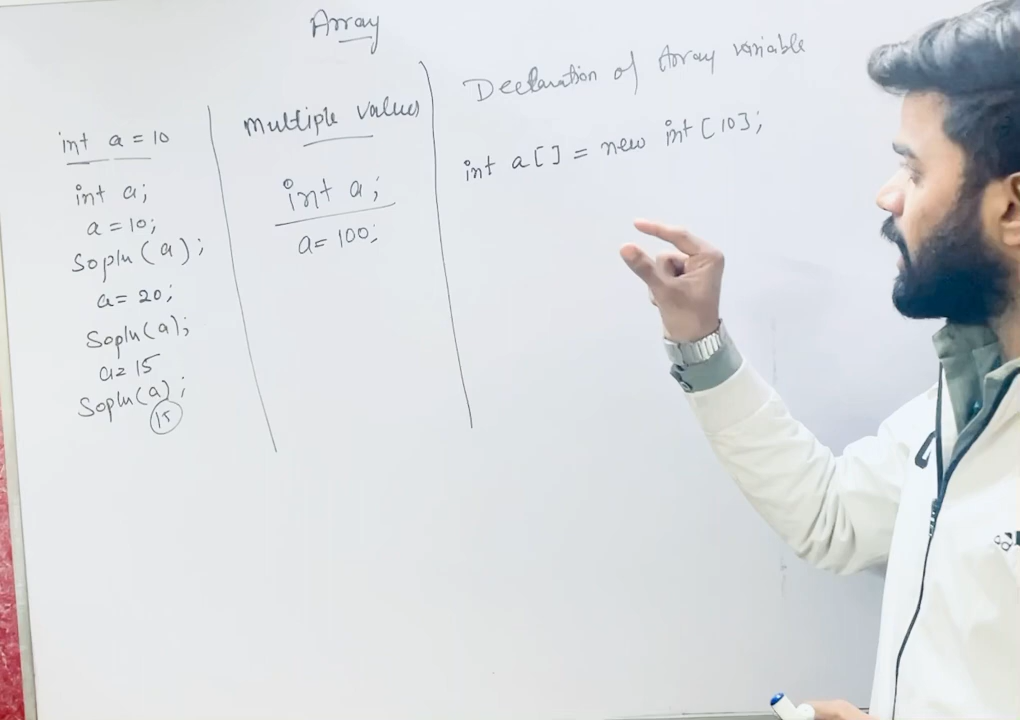 Array
int a = 10
int a;
a = 10;
Sopln(a);
a = 20;
Sopln(a);
a = 15
Sopln(a);
15
Multiple values
int a;
a = 100;
Declaration of Array variable
int a[] = new int [10];